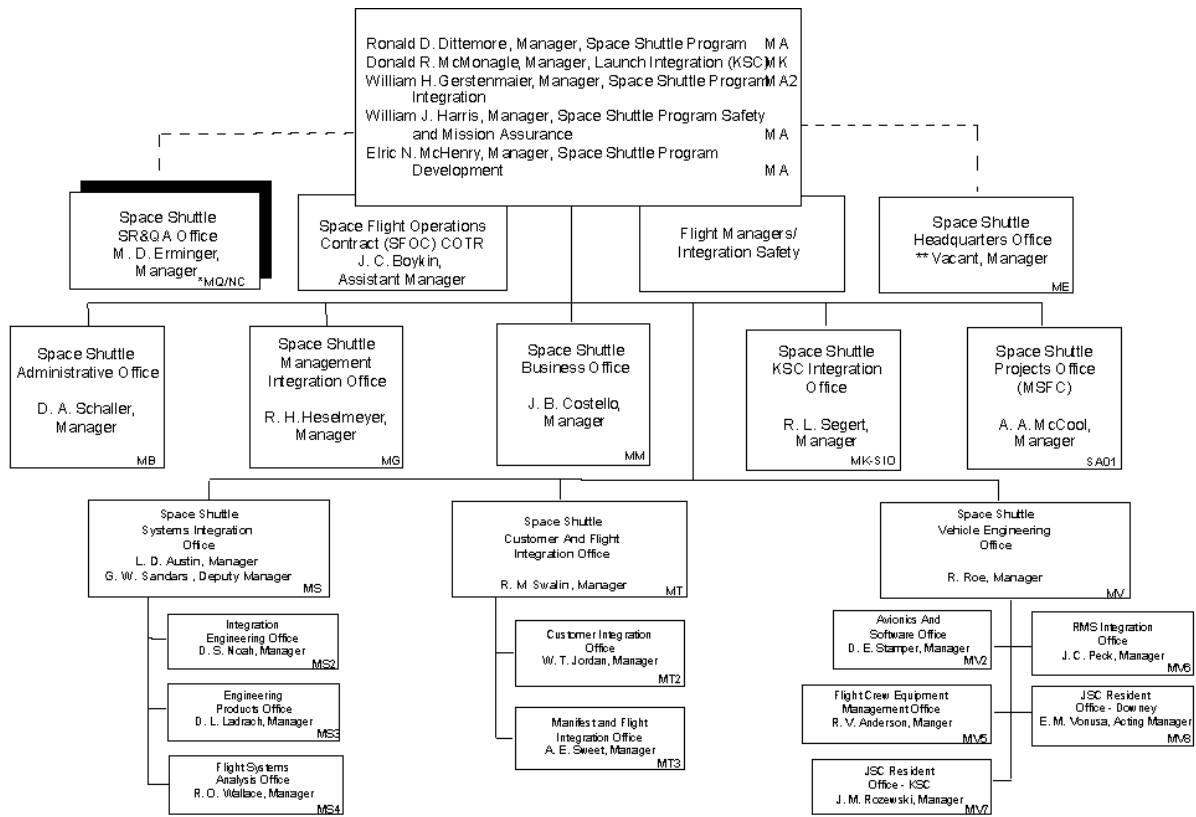 Ronald D. Dittemore, Manager, Space Shuttle Program MA
Donald R. McMonagle, Manager, Launch Integration (KSC) MK
William H. Gerstenmaier, Manager, Space Shuttle Program MA2
Integration
William J. Harris, Manager, Space Shuttle Program Safety
and Mission Assurance MA
Elric N. McHenry, Manager, Space Shuttle Program
Development MA
Space Shuttle
SR&QA Office
M. D. Erminger,
Manager
*MQ/NC
Space Flight Operations
Contract (SFOC) COTR
J. C. Boykin,
Assistant Manager
Flight Managers/
Integration Safety
Space Shuttle
Headquarters Office
** Vacant, Manager
ME
Space Shuttle
Administrative Office
D. A. Schaller,
Manager
MB
Space Shuttle
Management
Integration Office
R. H. Heselmeyer,
Manager
MG
Space Shuttle
Business Office
J. B. Costello,
Manager
MM
Space Shuttle
KSC Integration
Office
R. L. Segert,
Manager
MK-SIO
Space Shuttle
Projects Office
(MSFC)
A. A. McCool,
Manager
SA01
Space Shuttle
Systems Integration
Office
L. D. Austin, Manager
G. W. Sandars, Deputy Manager
MS
Space Shuttle
Customer And Flight
Integration Office
R. M Swalin, Manager
MT
Space Shuttle
Vehicle Engineering
Office
R. Roe, Manager
MV
Integration
Engineering Office
D. S. Noah, Manager
MS2
Engineering
Products Office
D. L. Ladrach, Manager
MS3
Flight Systems
Analysis Office
R. O. Wallace, Manager
MS4
Customer Integration
Office
W. T. Jordan, Manager
MT2
Manifest and Flight
Integration Office
A. E. Sweet, Manager
MT3
Avionics And
Software Office
D. E. Stamper, Manager
MV2
RMS Integration
Office
J. C. Peck, Manager
MV6
Flight Crew Equipment
Management Office
R. V. Anderson, Manger
MV5
JSC Resident
Office - Downey
E. M. Vonusa, Acting Manager
MV8
JSC Resident
Office - KSC
J. M. Rozewski, Manager
MV7